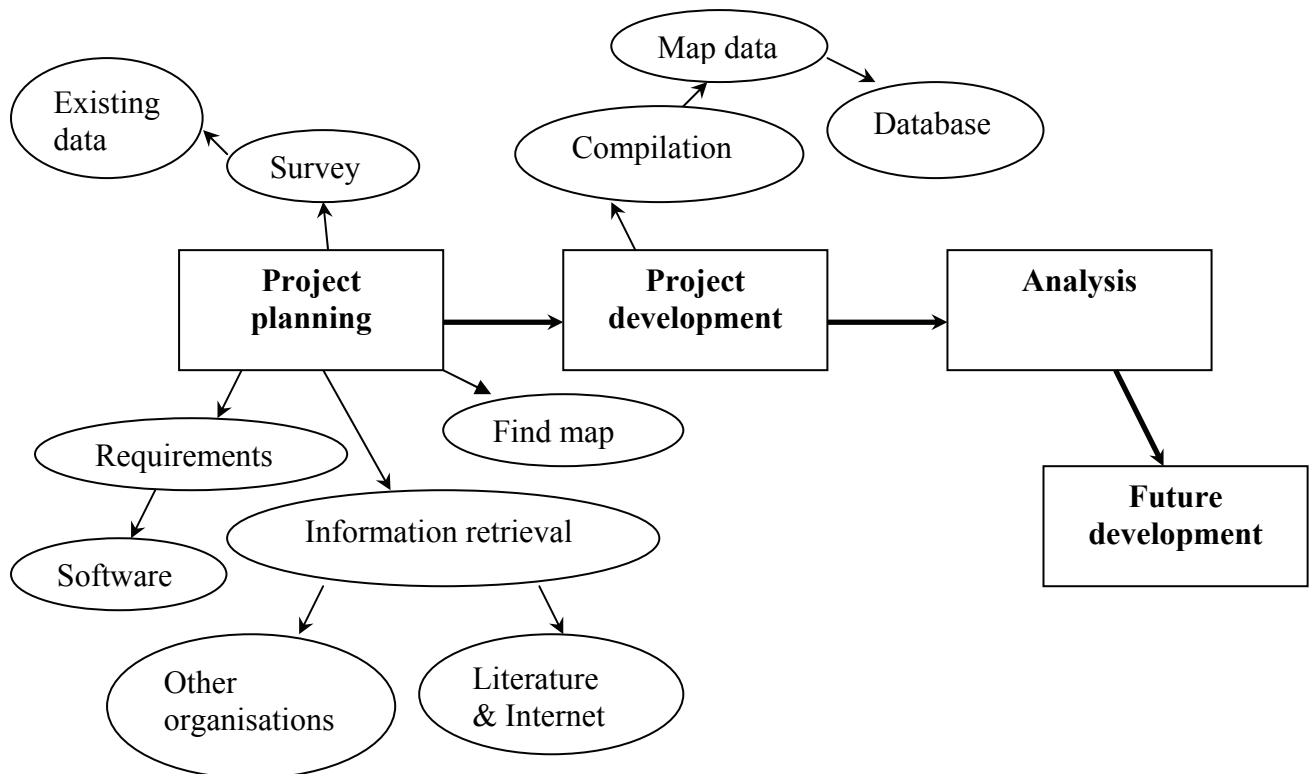 Map data
Existing
data
Database
Compilation
Survey
Project
planning
Project
development
Analysis
Find map
Requirements
Future
development
Information retrieval
Software
Other
organisations
Literature
& Internet